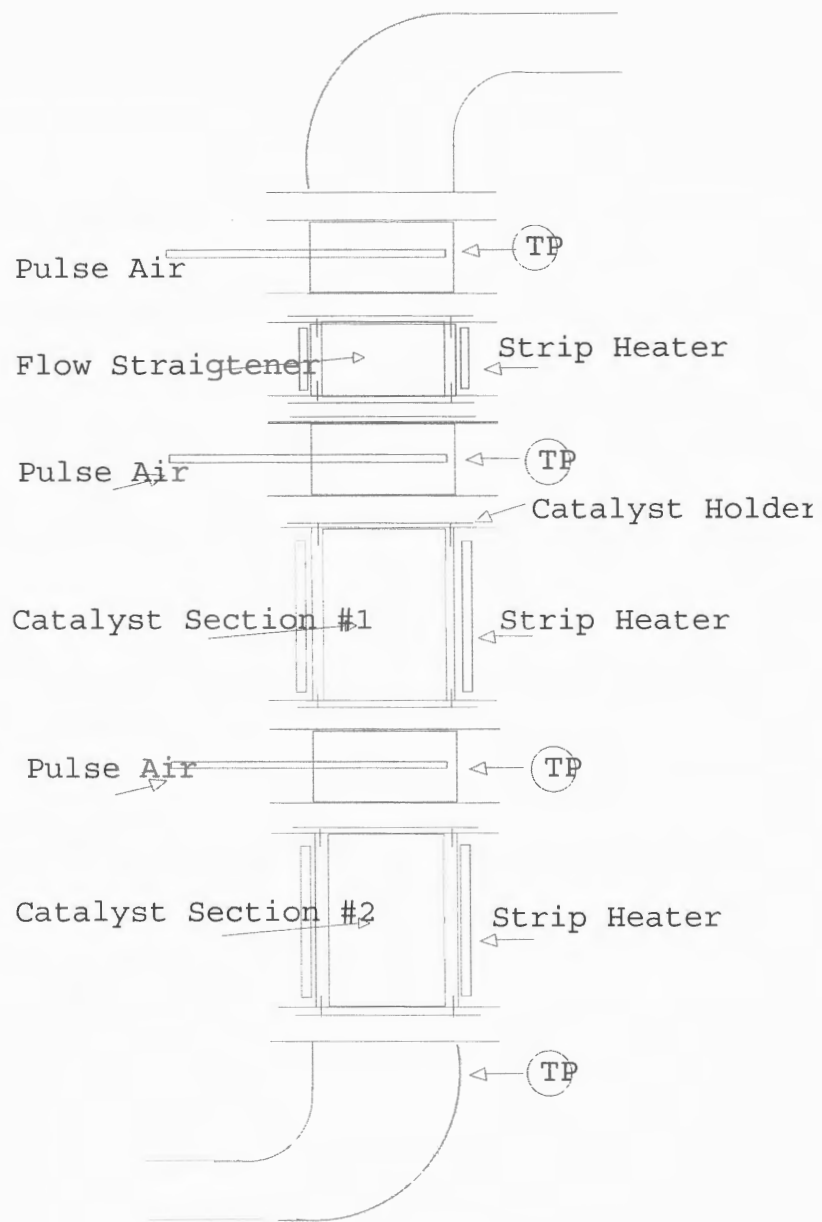 TP
Pulse Air
Flow Straigtener
Strip Heater
Pulse Air
TP
Catalyst Holder
Catalyst Section #1
Strip Heater
Pulse Air
TP
Catalyst Section #2
Strip Heater
TP